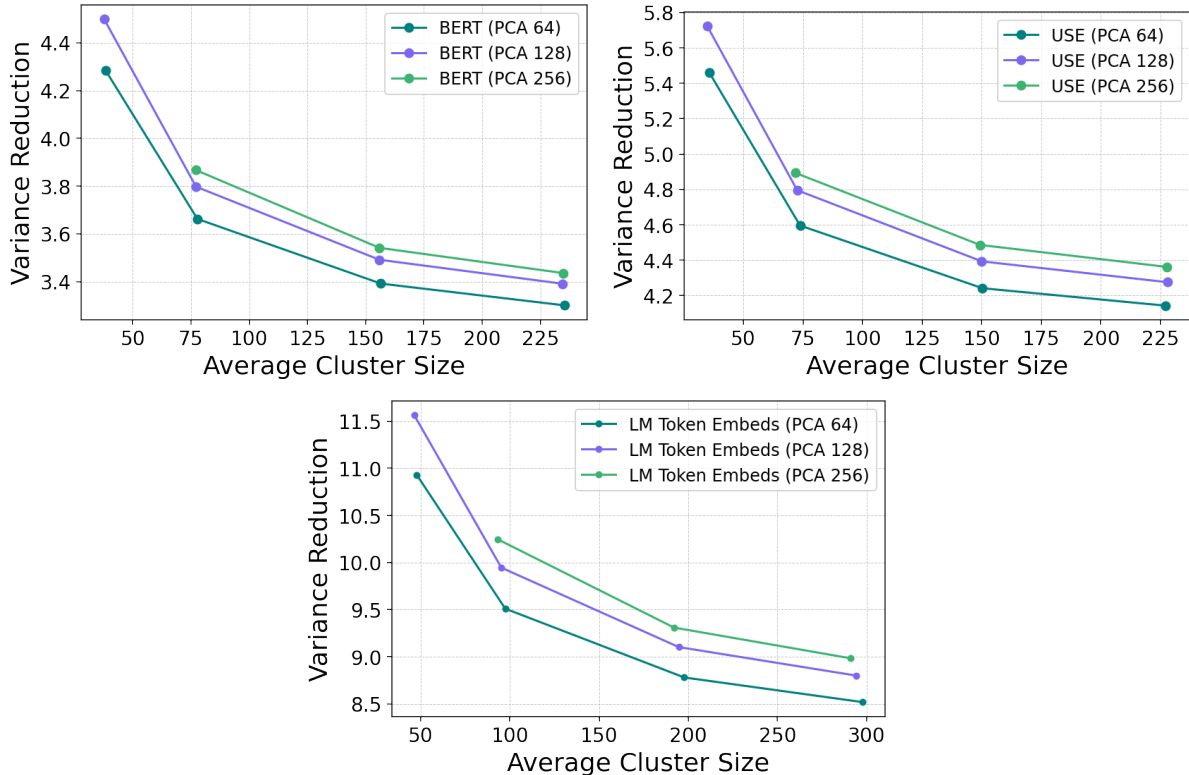 4.4
4.2
4.0
3.8
3.6
3.4
Variance Reduction
BERT (PCA 64)
BERT (PCA 128)
BERT (PCA 256)
50 75 100 125 150 175 200 225
Average Cluster Size
5.8
5.6
5.4
5.2
5.0
4.8
4.6
4.4
4.2
Variance Reduction
USE (PCA 64)
USE (PCA 128)
USE (PCA 256)
50 75 100 125 150 175 200 225
Average Cluster Size
11.5
11.0
10.5
10.0
9.5
9.0
8.5
Variance Reduction
LM Token Embeds (PCA 64)
LM Token Embeds (PCA 128)
LM Token Embeds (PCA 256)
50 100 150 200 250 300
Average Cluster Size